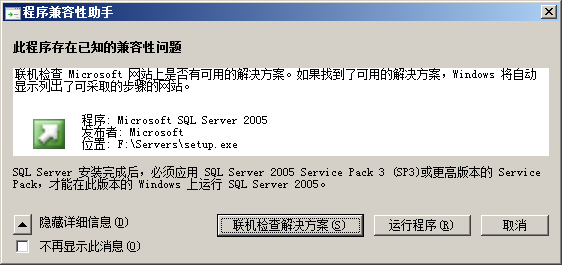 程序兼容性助手
此程序存在已知的兼容性问题
联机检查 Microsoft 网站上是否有可用的解决方案。如果找到了可用的解决方案，Windows 将自动
显示列出了可采取的步骤的网站。
程序: Microsoft SQL Server 2005
发布者: Microsoft
位置: F:\Servers\setup.exe
SQL Server 安装完成后，必须应用 SQL Server 2005 Service Pack 3 (SP3)或更高版本的 Service
Pack，才能在此版本的 Windows 上运行 SQL Server 2005。
隐藏详细信息(D)
联机检查解决方案(S)
运行程序(R)
取消
不再显示此消息(O)